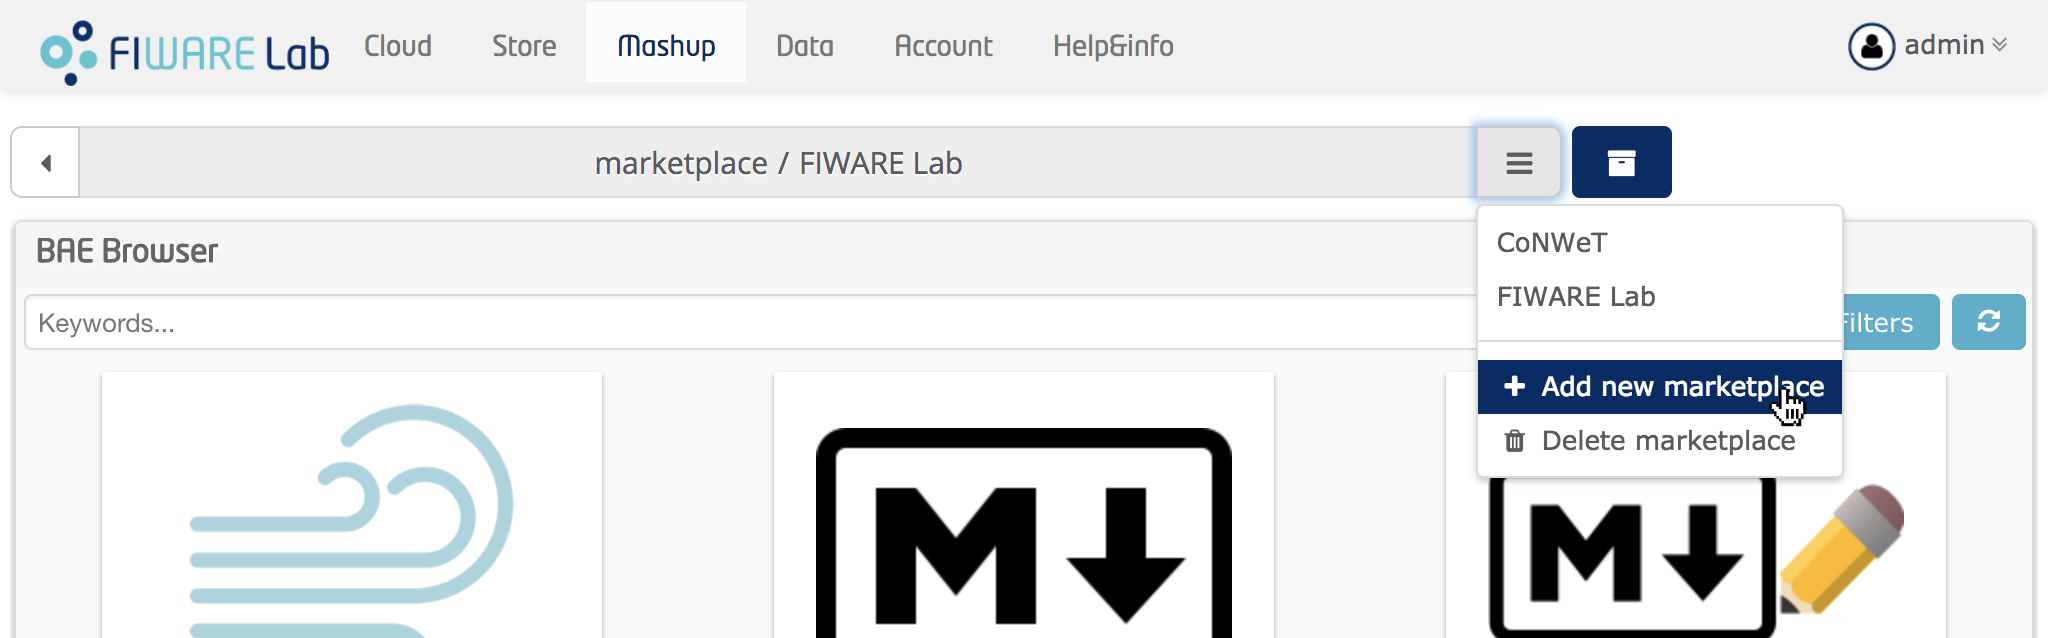 FIWARE Lab
Cloud
Store
Mashup
Data
Account
Help&info
admin
marketplace / FIWARE Lab
BAE Browser
CoNWeT
FIWARE Lab
Keywords...
Filters
Add new marketplace
Delete marketplace
M
M